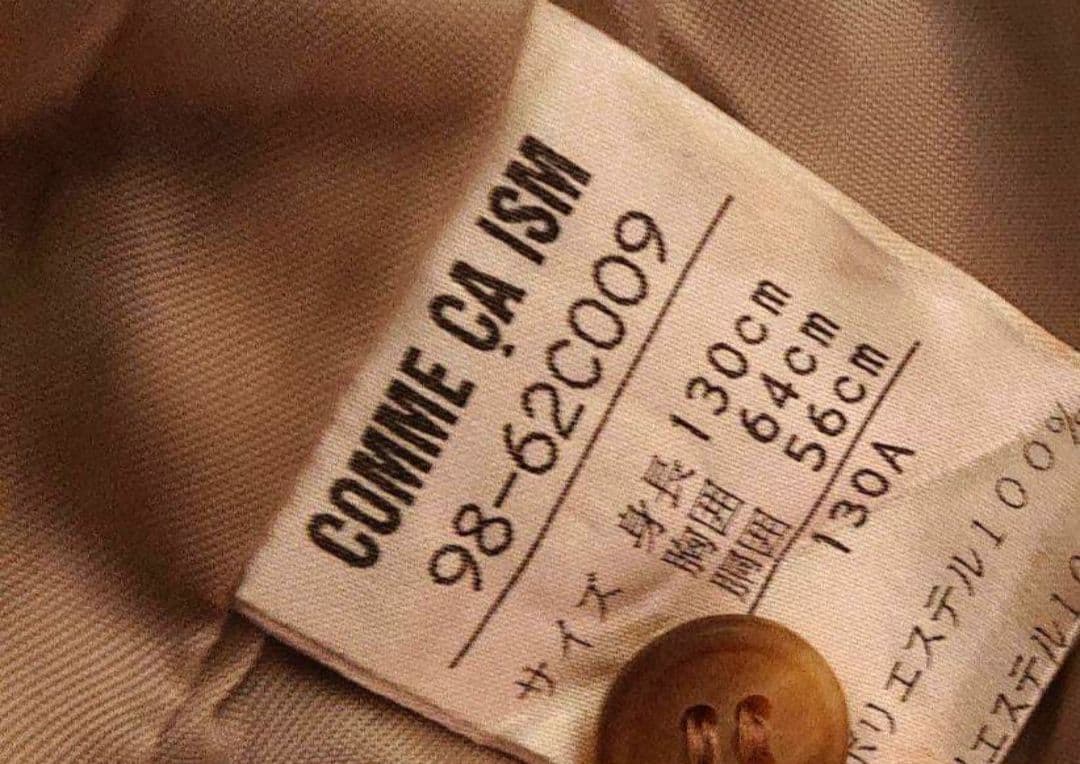 COMME ÇA ISM
98-62C009
サイズ
身長 130cm
胸囲 64cm
胴囲 56cm
130A
ポリエステル100%